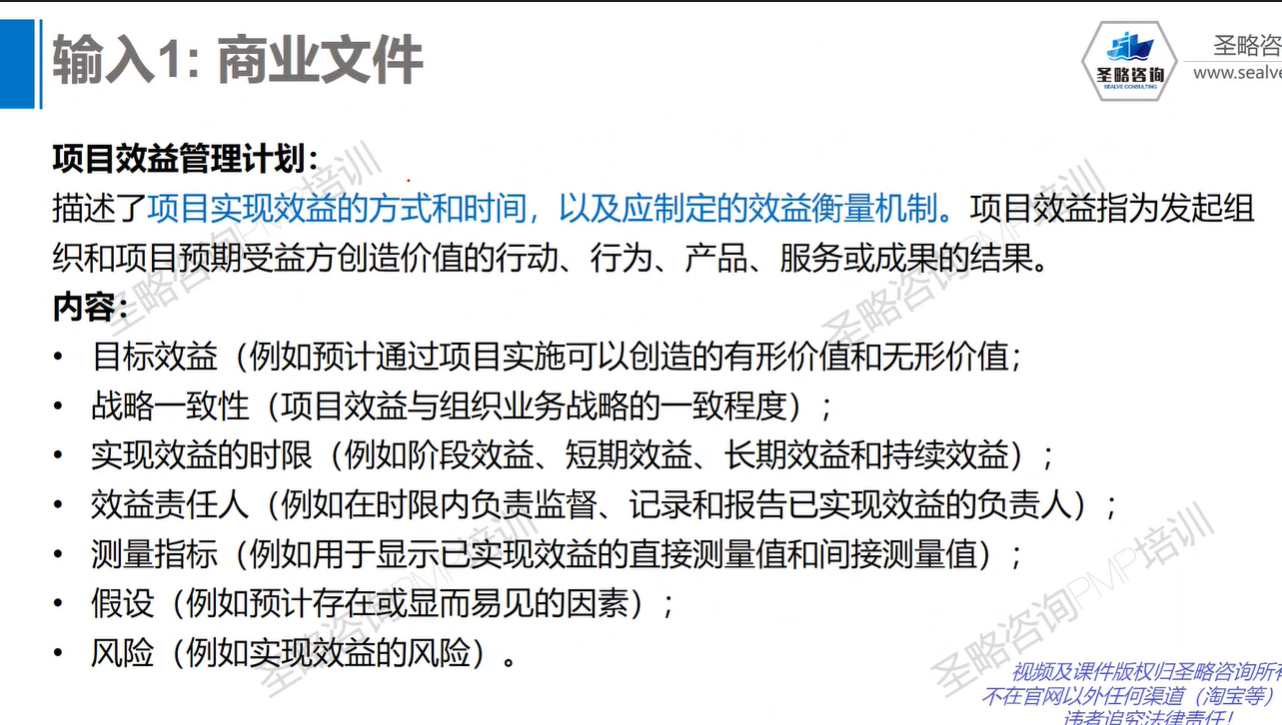 输入1: 商业文件
圣略咨询
SEALVE CONSULTING
圣略咨
www.sealve
项目效益管理计划：
描述了项目实现效益的方式和时间，以及应制定的效益衡量机制。项目效益指为发起组
织和项目预期受益方创造价值的行动、行为、产品、服务或成果的结果。
内容：
• 目标效益（例如预计通过项目实施可以创造的有形价值和无形价值；
• 战略一致性（项目效益与组织业务战略的一致程度）；
• 实现效益的时限（例如阶段效益、短期效益、长期效益和持续效益）；
• 效益责任人（例如在时限内负责监督、记录和报告已实现效益的负责人）；
• 测量指标（例如用于显示已实现效益的直接测量值和间接测量值）；
• 假设（例如预计存在或显而易见的因素）；
• 风险（例如实现效益的风险）。
圣略咨询PMP培训
圣略咨询PMP培训
圣略咨询PMP培训
圣略咨询PMP培训
视频及课件版权归圣略咨询所有
不在官网以外任何渠道（淘宝等）
违者追究法律责任！